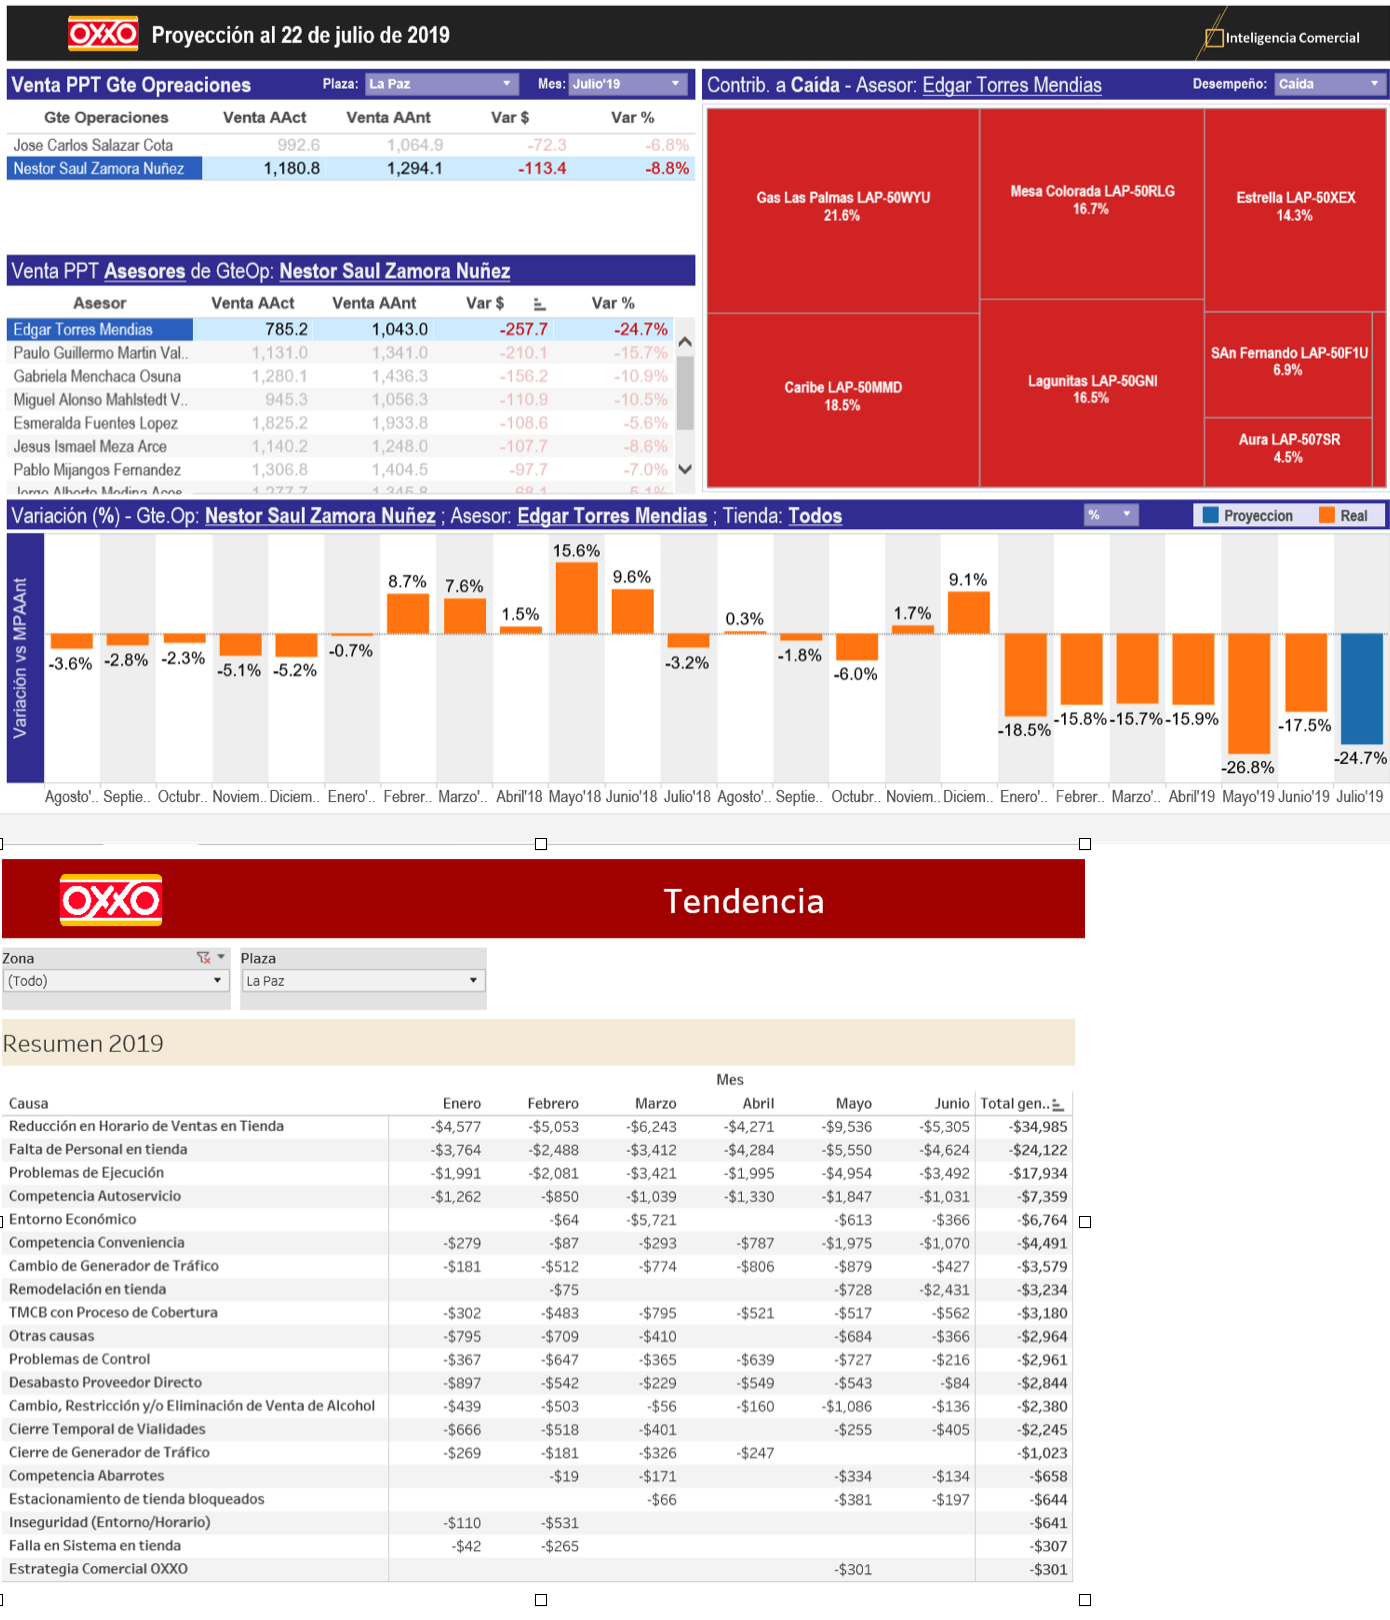 OXXO Proyección al 22 de julio de 2019 Inteligencia Comercial
Venta PPT Gte Opreaciones Plaza: La Paz Mes: Julio'19
Gte Operaciones Venta AAct Venta AAnt Var $ Var %
Jose Carlos Salazar Cota 992.6 1,064.9 -72.3 -6.8%
Nestor Saul Zamora Nuñez 1,180.8 1,294.1 -113.4 -8.8%
Venta PPT Asesores de GteOp: Nestor Saul Zamora Nuñez
Asesor Venta AAct Venta AAnt Var $ Var %
Edgar Torres Mendias 785.2 1,043.0 -257.7 -24.7%
Paulo Guillermo Martin Val.. 1,131.0 1,341.0 -210.1 -15.7%
Gabriela Menchaca Osuna 1,280.1 1,436.3 -156.2 -10.9%
Miguel Alonso Mahlstedt V.. 945.3 1,056.3 -110.9 -10.5%
Esmeralda Fuentes Lopez 1,825.2 1,933.8 -108.6 -5.6%
Jesus Ismael Meza Arce 1,140.2 1,248.0 -107.7 -8.6%
Pablo Mijangos Fernandez 1,306.8 1,404.5 -97.7 -7.0%
Jorge Alberto Medina Aces 1,277.7 1,345.8 -68.1 -5.1%
Contrib. a Caída - Asesor: Edgar Torres Mendias Desempeño: Caída
Gas Las Palmas LAP-50WYU
21.6%
Mesa Colorada LAP-50RLG
16.7%
Estrella LAP-50XEX
14.3%
Caribe LAP-50MMD
18.5%
Lagunitas LAP-50GNI
16.5%
SAn Fernando LAP-50F1U
6.9%
Aura LAP-507SR
4.5%
Variación (%) - Gte.Op: Nestor Saul Zamora Nuñez ; Asesor: Edgar Torres Mendias ; Tienda: Todos % Proyeccion Real
Variación vs MPAAnt
-3.6% -2.8% -2.3% -5.1% -5.2% -0.7% 8.7% 7.6% 1.5% 15.6% 9.6% -3.2% 0.3% -1.8% -6.0% 1.7% 9.1% -18.5% -15.8% -15.7% -15.9% -26.8% -17.5% -24.7%
Agosto'.. Septie.. Octubr.. Noviem.. Diciem.. Enero'.. Febrer.. Marzo'.. Abril'18 Mayo'18 Junio'18 Julio'18 Agosto'.. Septie.. Octubr.. Noviem.. Diciem.. Enero'.. Febrer.. Marzo'.. Abril'19 Mayo'19 Junio'19 Julio'19
OXXO Tendencia
Zona Plaza
(Todo) La Paz
Resumen 2019
Mes
Causa Enero Febrero Marzo Abril Mayo Junio Total gen..
Reducción en Horario de Ventas en Tienda -$4,577 -$5,053 -$6,243 -$4,271 -$9,536 -$5,305 -$34,985
Falta de Personal en tienda -$3,764 -$2,488 -$3,412 -$4,284 -$5,550 -$4,624 -$24,122
Problemas de Ejecución -$1,991 -$2,081 -$3,421 -$1,995 -$4,954 -$3,492 -$17,934
Competencia Autoservicio -$1,262 -$850 -$1,039 -$1,330 -$1,847 -$1,031 -$7,359
Entorno Económico -$64 -$5,721 -$613 -$366 -$6,764
Competencia Conveniencia -$279 -$87 -$293 -$787 -$1,975 -$1,070 -$4,491
Cambio de Generador de Tráfico -$181 -$512 -$774 -$806 -$879 -$427 -$3,579
Remodelación en tienda -$75 -$728 -$2,431 -$3,234
TMCB con Proceso de Cobertura -$302 -$483 -$795 -$521 -$517 -$562 -$3,180
Otras causas -$795 -$709 -$410 -$684 -$366 -$2,964
Problemas de Control -$367 -$647 -$365 -$639 -$727 -$216 -$2,961
Desabasto Proveedor Directo -$897 -$542 -$229 -$549 -$543 -$84 -$2,844
Cambio, Restricción y/o Eliminación de Venta de Alcohol -$439 -$503 -$56 -$160 -$1,086 -$136 -$2,380
Cierre Temporal de Vialidades -$666 -$518 -$401 -$255 -$405 -$2,245
Cierre de Generador de Tráfico -$269 -$181 -$326 -$247 -$1,023
Competencia Abarrotes -$19 -$171 -$334 -$134 -$658
Estacionamiento de tienda bloqueados -$66 -$381 -$197 -$644
Inseguridad (Entorno/Horario) -$110 -$531 -$641
Falla en Sistema en tienda -$42 -$265 -$307
Estrategia Comercial OXXO -$301 -$301